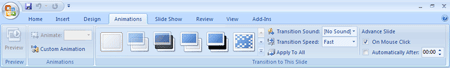 Home Insert Design Animations Slide Show Review View Add-Ins
Preview
Preview
Animate:
Custom Animation
Animations
Transition Sound: [No Sound]
Transition Speed: Fast
Apply To All
Transition to This Slide
Advance Slide
On Mouse Click
Automatically After: 00:00